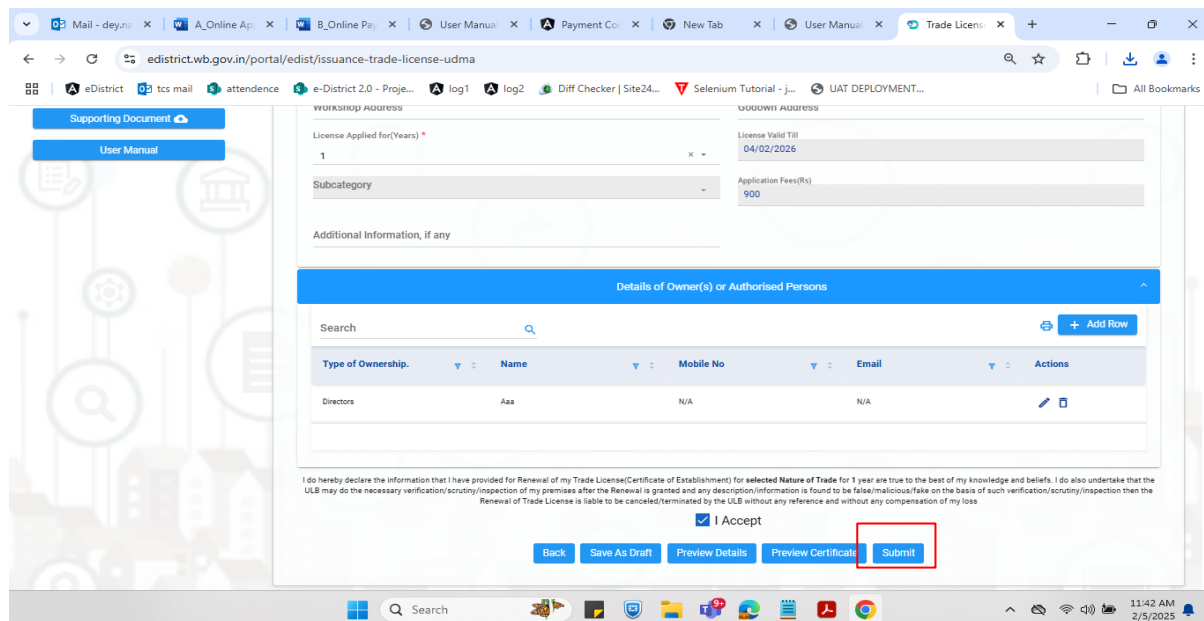 Mail - dey.na
A_Online Ap
B_Online Pay
User Manua
Payment Co
New Tab
User Manua
Trade Licens
edistrict.wb.gov.in/portal/edist/issuance-trade-license-udma
eDistrict
tcs mail
attendence
e-District 2.0 - Proje...
log1
log2
Diff Checker | Site24...
Selenium Tutorial - j...
UAT DEPLOYMENT...
All Bookmarks
Supporting Document
User Manual
Workshop Address
Godown Address
License Applied for(Years) *
1
License Valid Till
04/02/2026
Subcategory
Application Fees(Rs)
900
Additional Information, if any
Details of Owner(s) or Authorised Persons
Search
+ Add Row
Type of Ownership. Name Mobile No Email Actions
Directors Aaa N/A N/A
I do hereby declare the information that I have provided for Renewal of my Trade License(Certificate of Establishment) for selected Nature of Trade for 1 year are true to the best of my knowledge and beliefs. I do also undertake that the
ULB may do the necessary verification/scrutiny/inspection of my premises after the Renewal is granted and any description/information is found to be false/malicious/fake on the basis of such verification/scrutiny/inspection then the
Renewal of Trade License is liable to be canceled/terminated by the ULB without any reference and without any compensation of my loss
I Accept
Back
Save As Draft
Preview Details
Preview Certificate
Submit
Search
9+
11:42 AM
2/5/2025